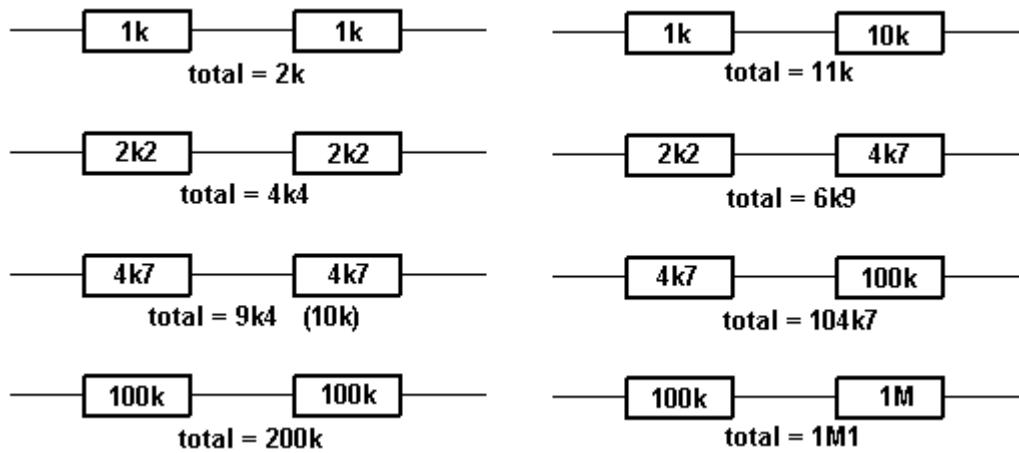 1k 1k 1k 10k
total = 2k total = 11k
2k2 2k2 2k2 4k7
total = 4k4 total = 6k9
4k7 4k7 4k7 100k
total = 9k4 (10k) total = 104k7
100k 100k 100k 1M
total = 200k total = 1M1